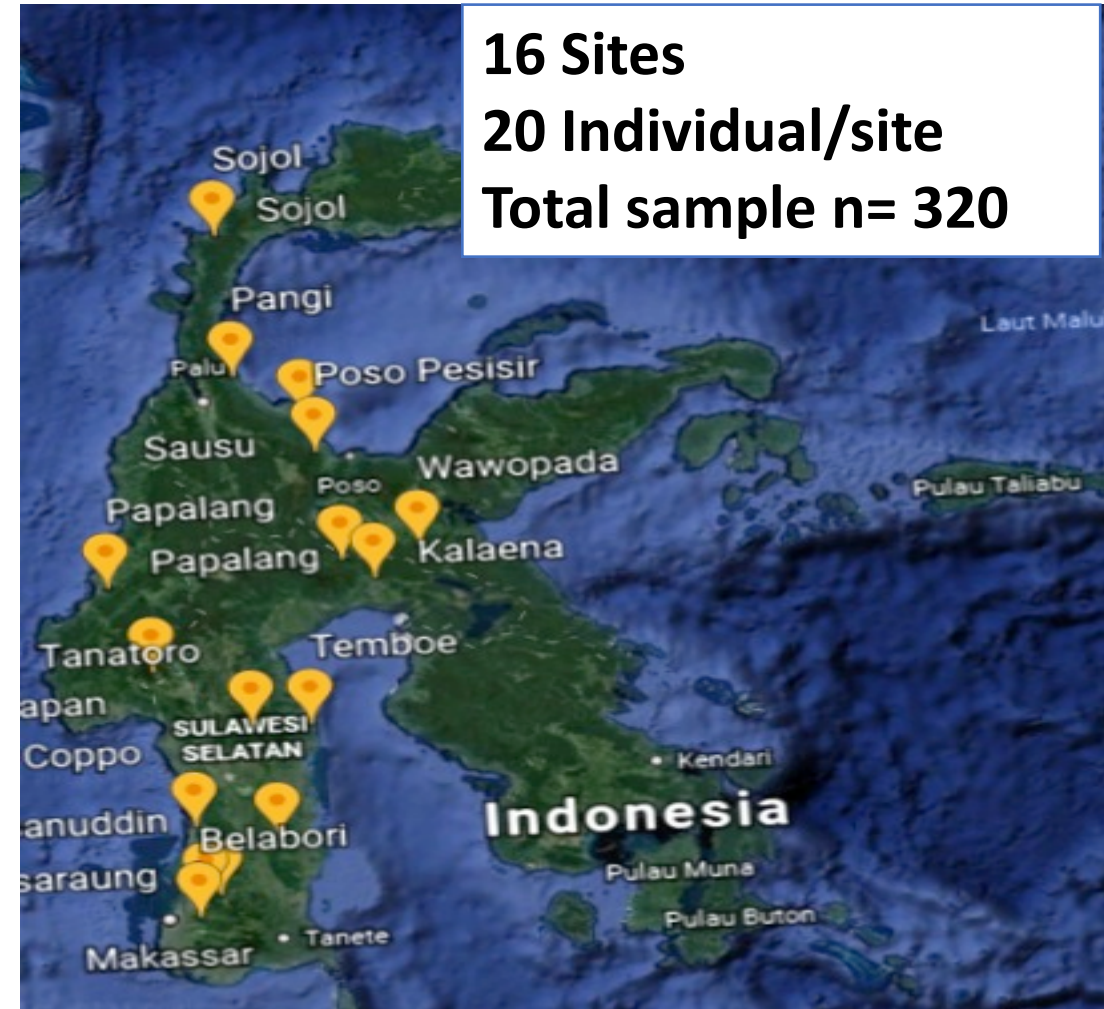 16 Sites
20 Individual/site
Total sample n= 320
Sojol
Sojol
Pangi
Laut Malu
Palu
Poso Pesisir
Sausu
Wawopada
Poso
Pulau Taliabu
Papalang
Papalang
Kalaena
Tanatoro
Temboe
apan
SULAWESI
SELATAN
Coppo
Kendari
anuddin
Belabori
Indonesia
saraung
Pulau Muna
Pulau Buton
Tanete
Makassar